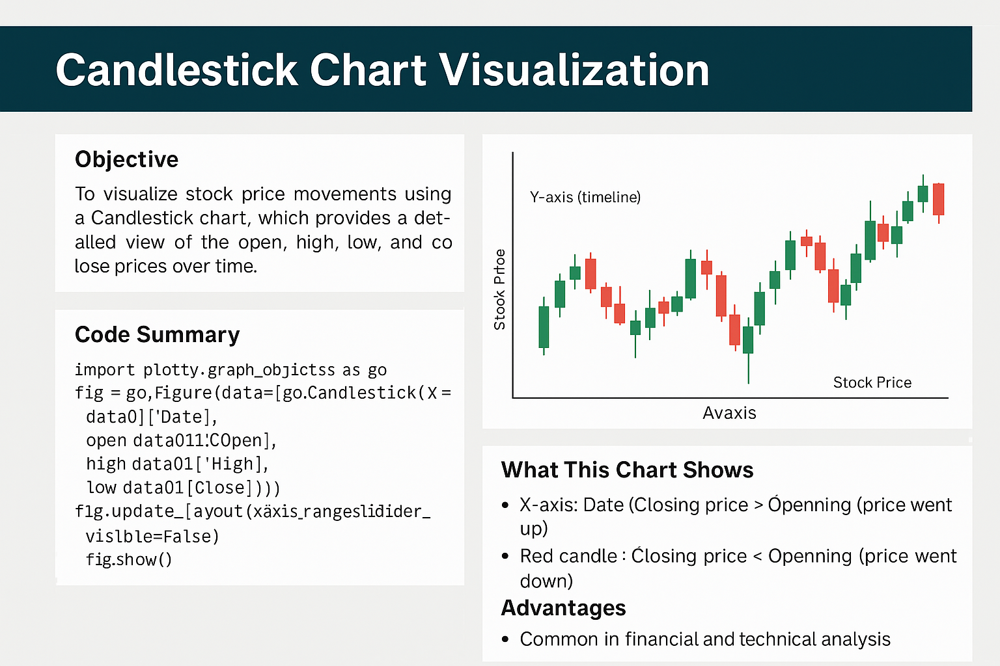 Candlestick Chart Visualization
Objective
To visualize stock price movements using
a Candlestick chart, which provides a det-
alled view of the open, high, low, and co
lose prices over time.
Code Summary
import plotty.graph_objictss as go
fig = go,Figure(data=[go.Candlestick(X =
data0]['Date],
open data011'.COpen],
high data01['High],
low data01[Close])))
f1g.update_[ayout(xäxis_rangeslidider_
vislble=False)
fig.show()
Y-axis (timeline)
Stook Prloe
Stock Price
Avaxis
What This Chart Shows
• X-axis: Date (Closing price > Ópenning (price went
up)
• Red candle : Ćlosing price < Openning (price went
down)
Advantages
• Common in financial and technical analysis